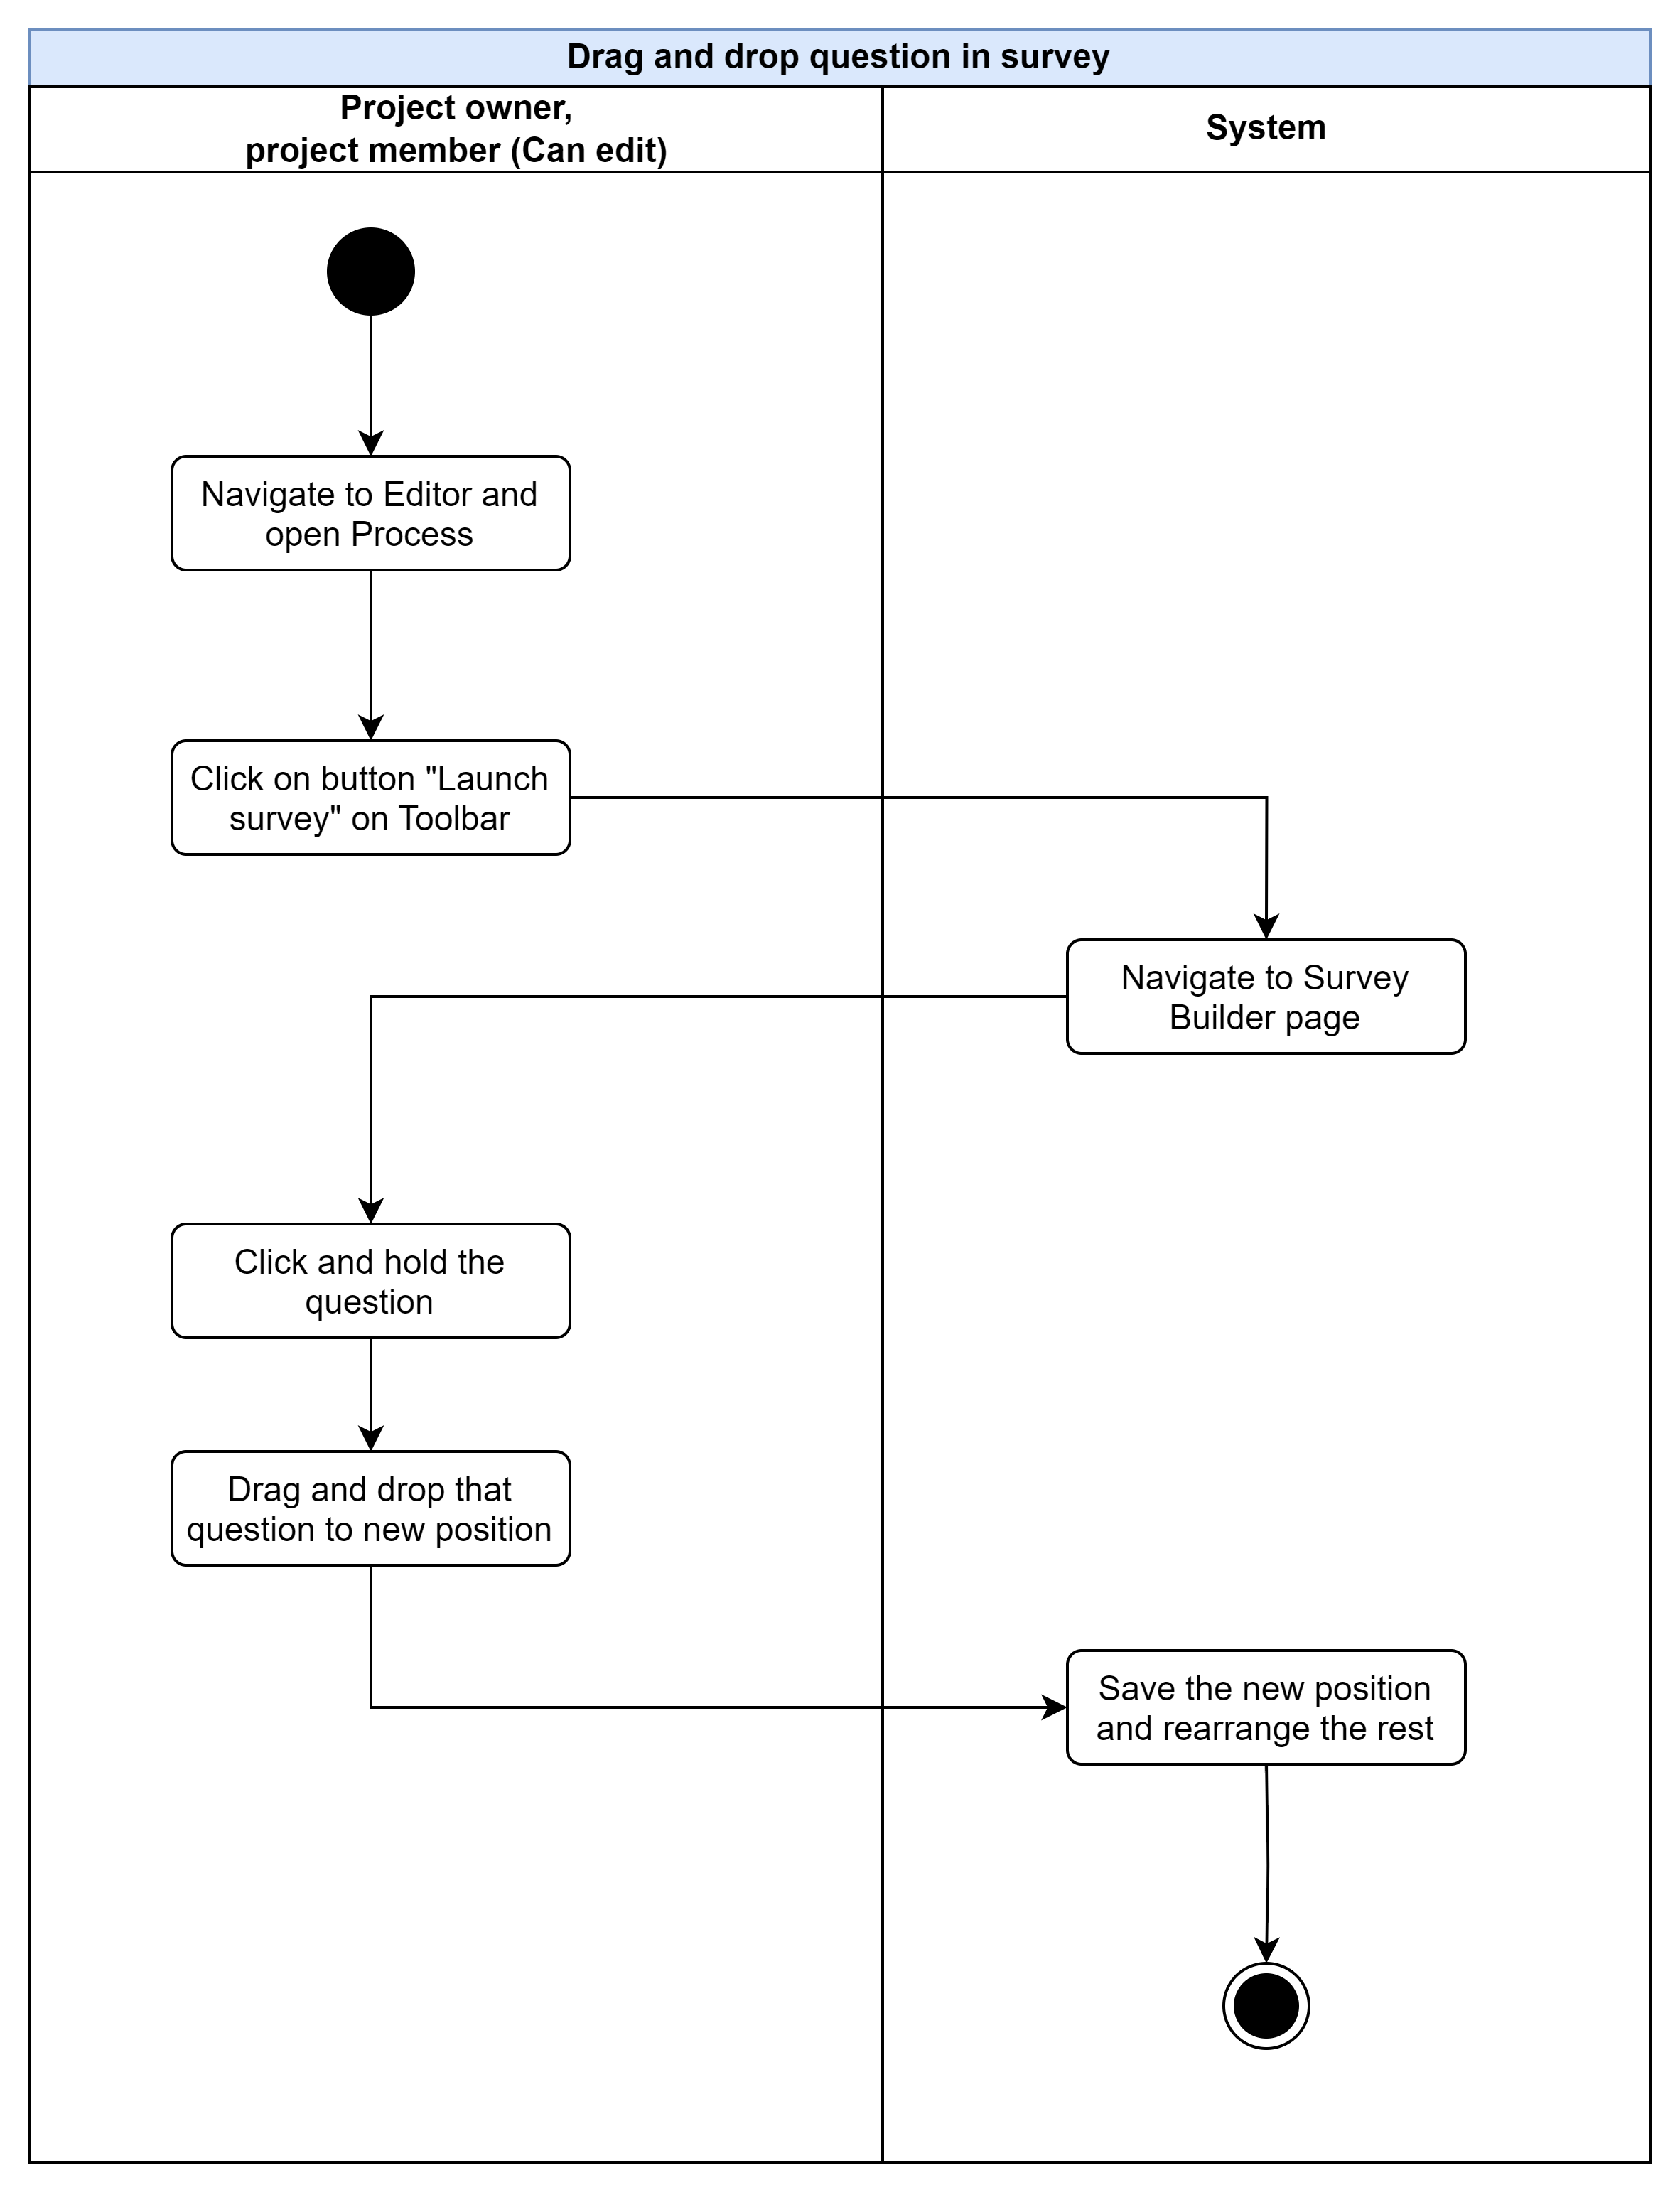 Drag and drop question in survey
Project owner,
project member (Can edit)
System
Navigate to Editor and
open Process
Click on button "Launch
survey" on Toolbar
Navigate to Survey
Builder page
Click and hold the
question
Drag and drop that
question to new position
Save the new position
and rearrange the rest